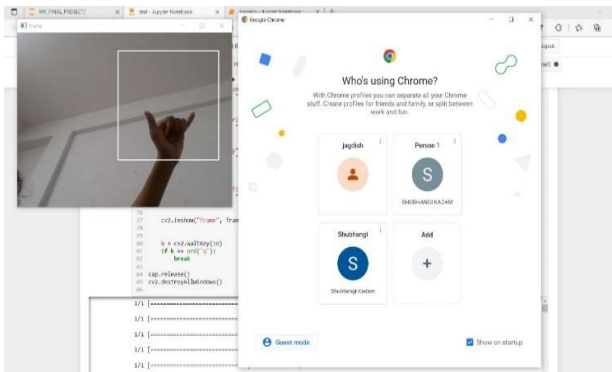 MY_FINAL_PROJECT/
test - Jupyter Notebook
frame
Google Chrome
Who's using Chrome?
With Chrome profiles you can separate all your Chrome
stuff. Create profiles for friends and family, or split between
work and fun.
jagdish
Person 1
S
SHUBHANGI KADAM
Shubhangi
Add
S
+
Shubhangi Kadam
Guest mode
Show on startup
77 cv2.imshow("frame", fram
k = cv2.waitKey(10)
if k == ord('q'):
break
cap.release()
cv2.destroyAllWindows()
1/1 [
1/1 [
1/1 [
1/1 [
1/1 [